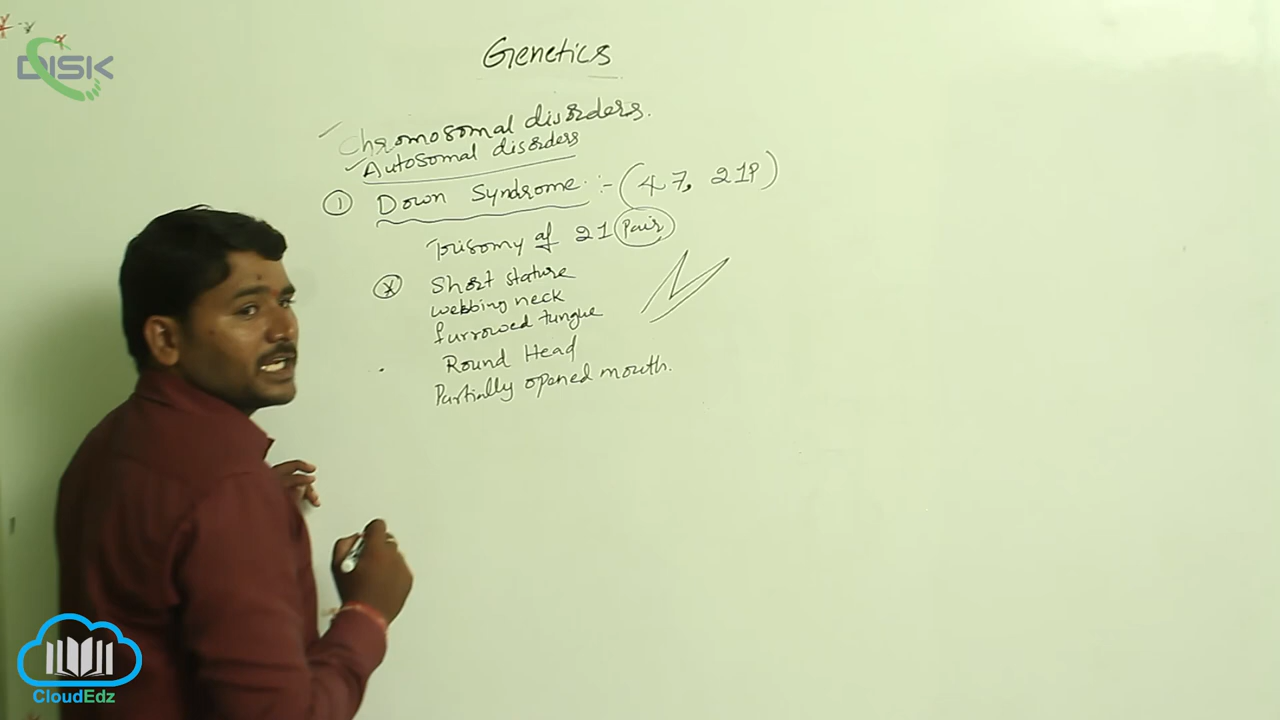 DISK
Genetics
Chromosomal disorders.
Autosomal disorders
① Down Syndrome :- (47, 21P)
Trisomy of 21 Pair
Short stature
webbing neck
furrowed tungue
Round Head
Partially opened mouth.
CloudEdz